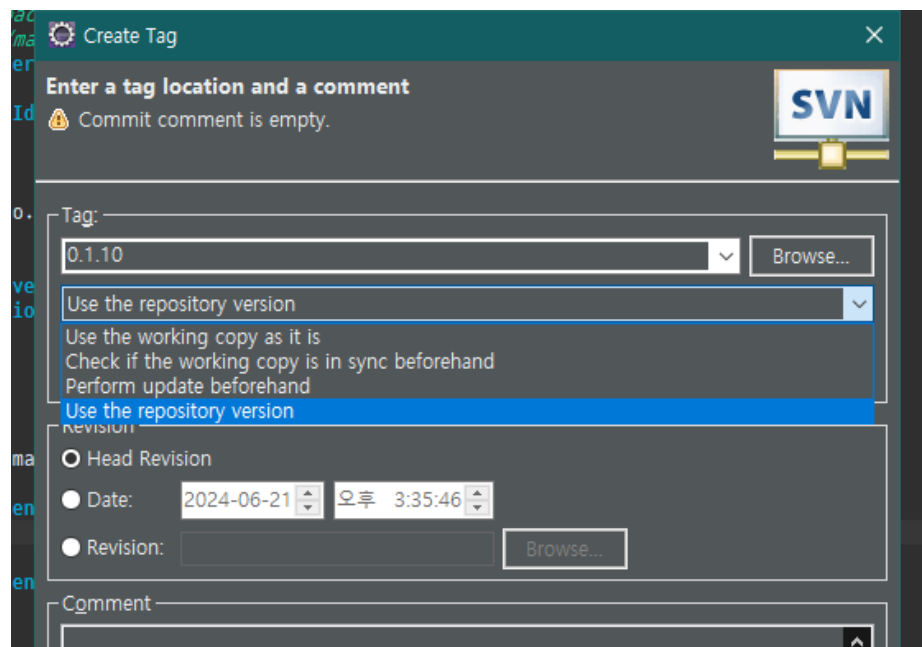 Create Tag
Enter a tag location and a comment
Commit comment is empty.
SVN
Tag:
0.1.10
Browse...
Use the repository version
Use the working copy as it is
Check if the working copy is in sync beforehand
Perform update beforehand
Use the repository version
Revision
Head Revision
Date: 2024-06-21 오후 3:35:46
Revision: Browse...
Comment